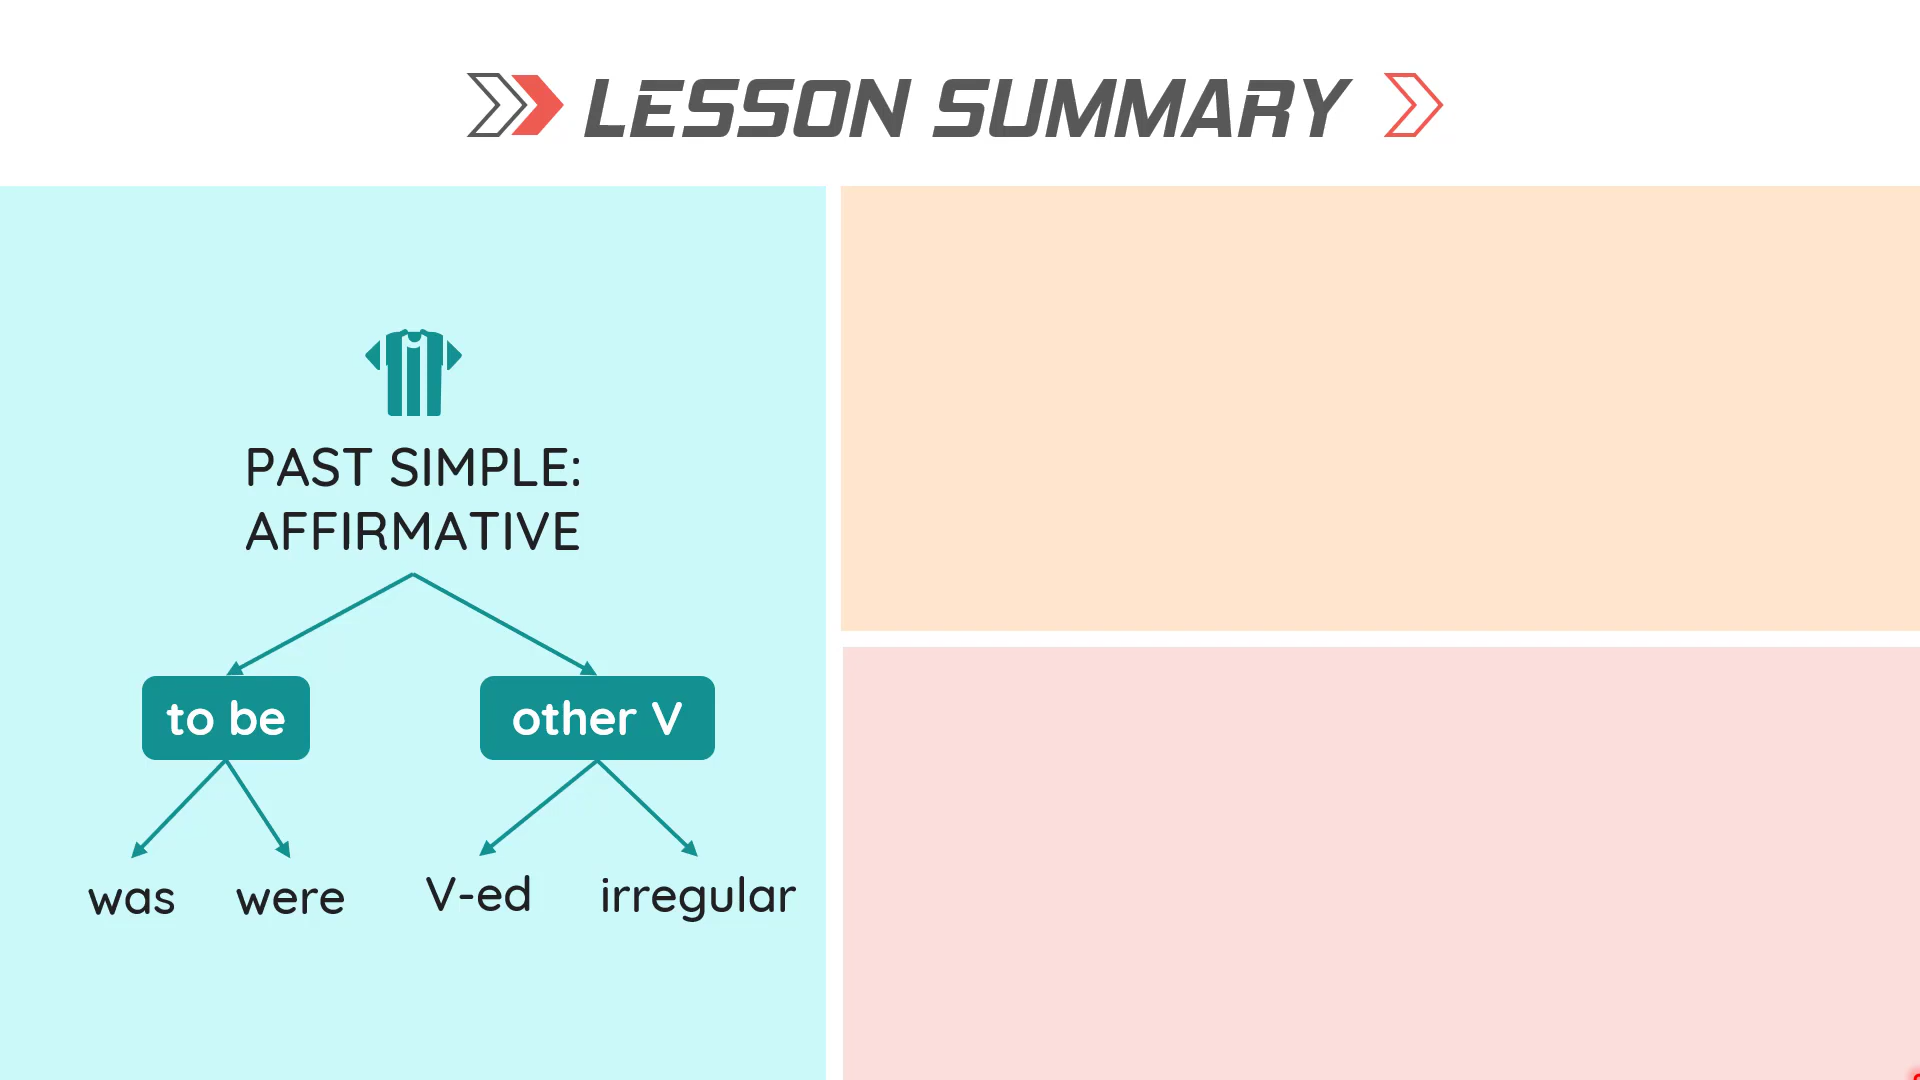 LESSON SUMMARY
PAST SIMPLE:
AFFIRMATIVE
to be
other V
was
were
V-ed
irregular